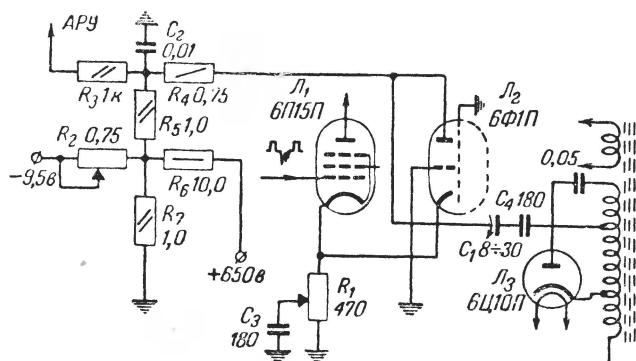 АРУ
C₂
0,01
R₃ 1к
R₄ 0,75
R₅ 1,0
R₂ 0,75
-9,5в
R₆ 10,0
R₇
1,0
+650в
Л₁
6П15П
Л₂
6Ф1П
0,05
C₄ 180
C₁ 8÷30
Л₃
6Ц10П
R₁
470
C₃
180